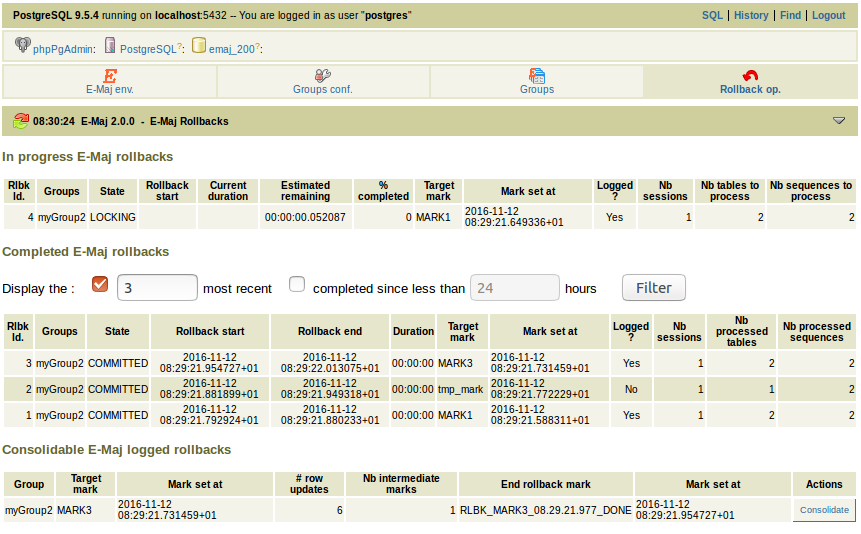 PostgreSQL 9.5.4 running on localhost:5432 -- You are logged in as user "postgres"
SQL | History | Find | Logout
phpPgAdmin: PostgreSQL?: emaj_200?:
E-Maj env. Groups conf. Groups Rollback op.
08:30:24 E-Maj 2.0.0 - E-Maj Rollbacks
In progress E-Maj rollbacks
Rlbk Id. Groups State Rollback start Current duration Estimated remaining % completed Target mark Mark set at Logged ? Nb sessions Nb tables to process Nb sequences to process
4 myGroup2 LOCKING 00:00:00.052087 0 MARK1 2016-11-12 08:29:21.649336+01 Yes 1 2 2
Completed E-Maj rollbacks
Display the : 3 most recent completed since less than 24 hours Filter
Rlbk Id. Groups State Rollback start Rollback end Duration Target mark Mark set at Logged ? Nb sessions Nb processed tables Nb processed sequences
3 myGroup2 COMMITTED 2016-11-12 08:29:21.954727+01 2016-11-12 08:29:22.013075+01 00:00:00 MARK3 2016-11-12 08:29:21.731459+01 Yes 1 2 2
2 myGroup2 COMMITTED 2016-11-12 08:29:21.881899+01 2016-11-12 08:29:21.949318+01 00:00:00 tmp_mark 2016-11-12 08:29:21.772229+01 No 1 1 2
1 myGroup2 COMMITTED 2016-11-12 08:29:21.792924+01 2016-11-12 08:29:21.880233+01 00:00:00 MARK1 2016-11-12 08:29:21.588311+01 Yes 1 2 2
Consolidable E-Maj logged rollbacks
Group Target mark Mark set at # row updates Nb intermediate marks End rollback mark Mark set at Actions
myGroup2 MARK3 2016-11-12 08:29:21.731459+01 6 1 RLBK_MARK3_08.29.21.977_DONE 2016-11-12 08:29:21.954727+01 Consolidate